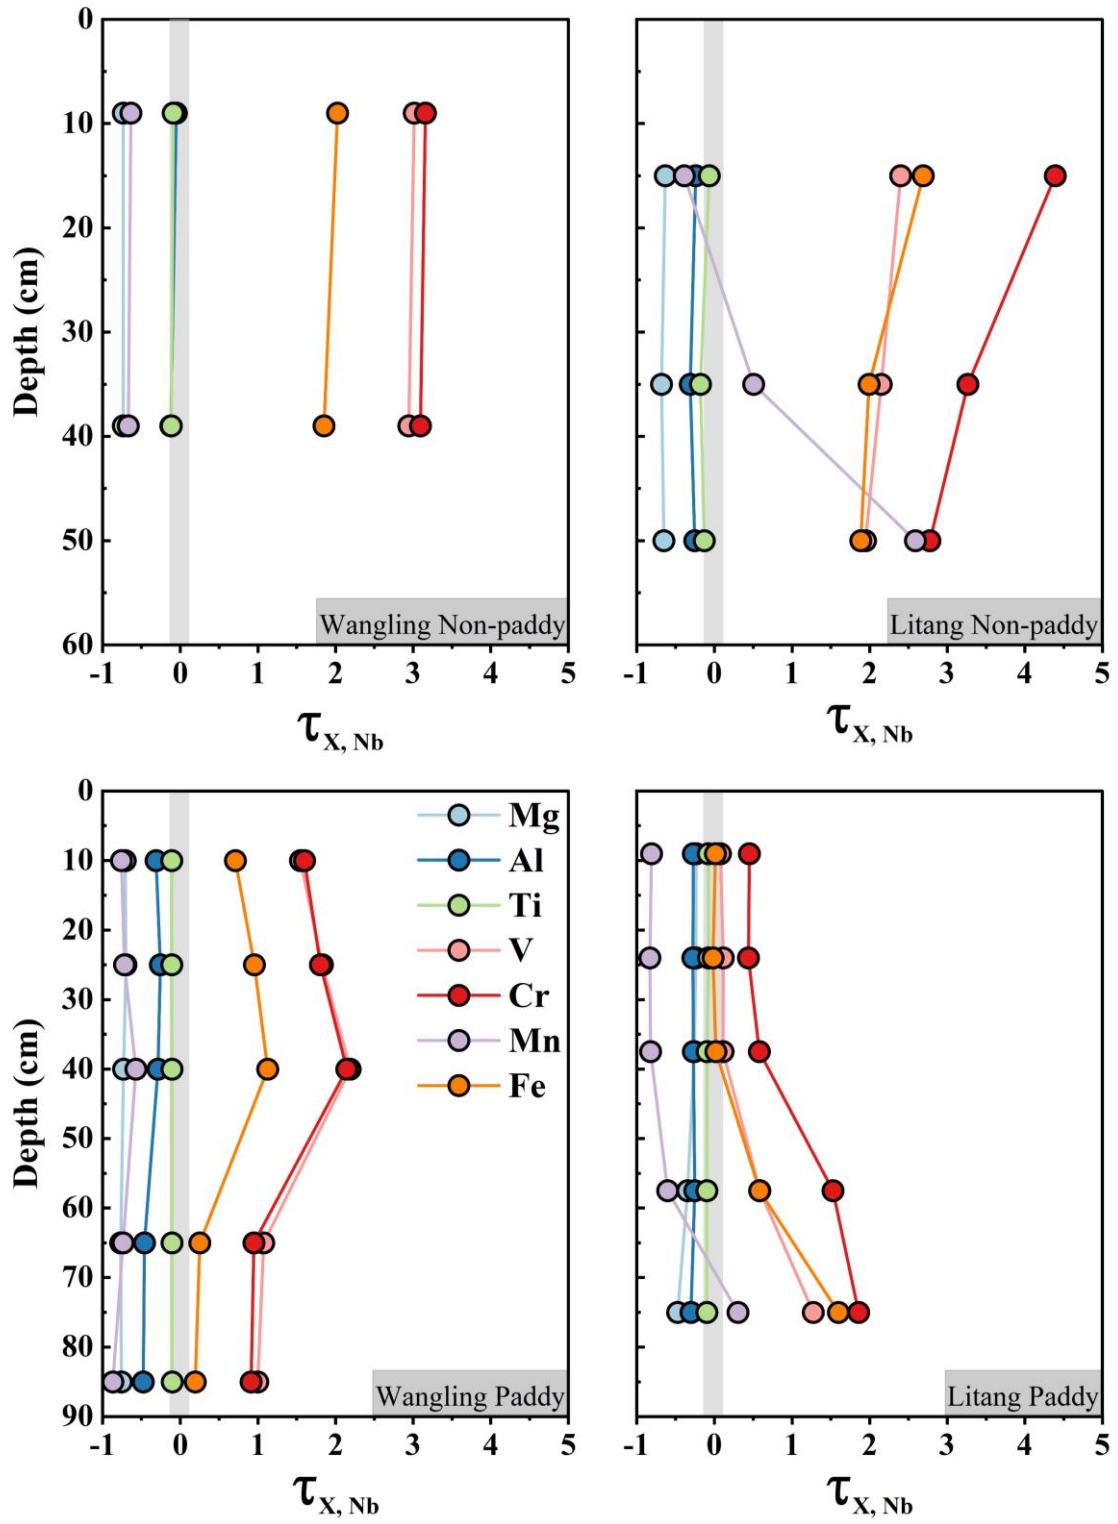 0
10
20
30
40
50
60
Depth (cm)
Wangling Non-paddy
-1 0 1 2 3 4 5
τX, Nb
Litang Non-paddy
-1 0 1 2 3 4 5
τX, Nb
0
10
20
30
40
50
60
70
80
90
Depth (cm)
Mg
Al
Ti
V
Cr
Mn
Fe
Wangling Paddy
-1 0 1 2 3 4 5
τX, Nb
Litang Paddy
-1 0 1 2 3 4 5
τX, Nb